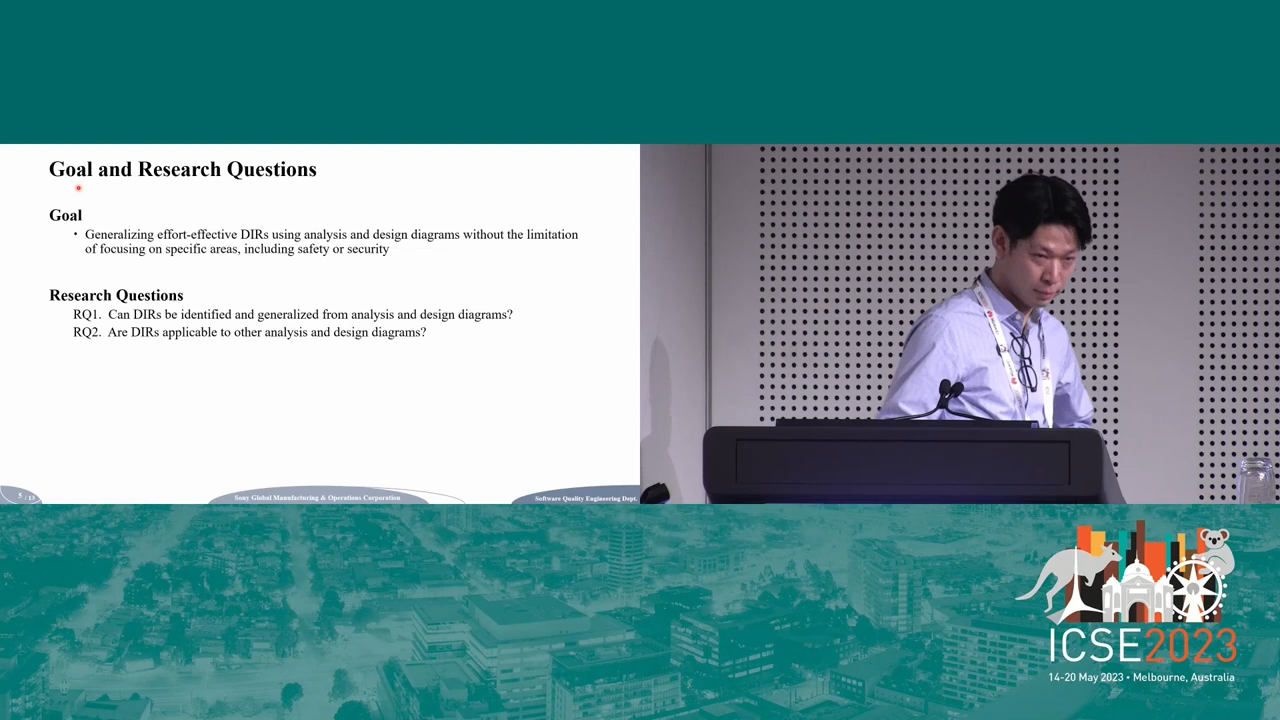 Goal and Research Questions
Goal
• Generalizing effort-effective DIRs using analysis and design diagrams without the limitation
of focusing on specific areas, including safety or security
Research Questions
RQ1. Can DIRs be identified and generalized from analysis and design diagrams?
RQ2. Are DIRs applicable to other analysis and design diagrams?
5 / 13
Sony Global Manufacturing & Operations Corporation
Software Quality Engineering Dept.
ICSE2023
14-20 May 2023 • Melbourne, Australia